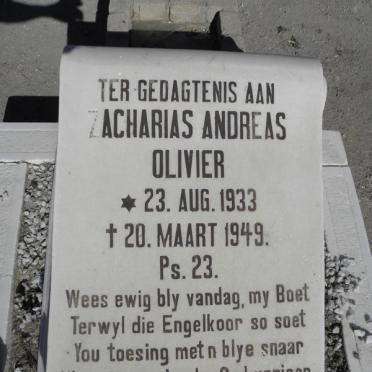 TER GEDAGTENIS AAN
ZACHARIAS ANDREAS
OLIVIER
✶ 23. AUG. 1933
† 20. MAART 1949.
Ps. 23.
Wees ewig bly vandag, my Boet
Terwyl die Engelkoor so soet
You toesing met n blye snaar